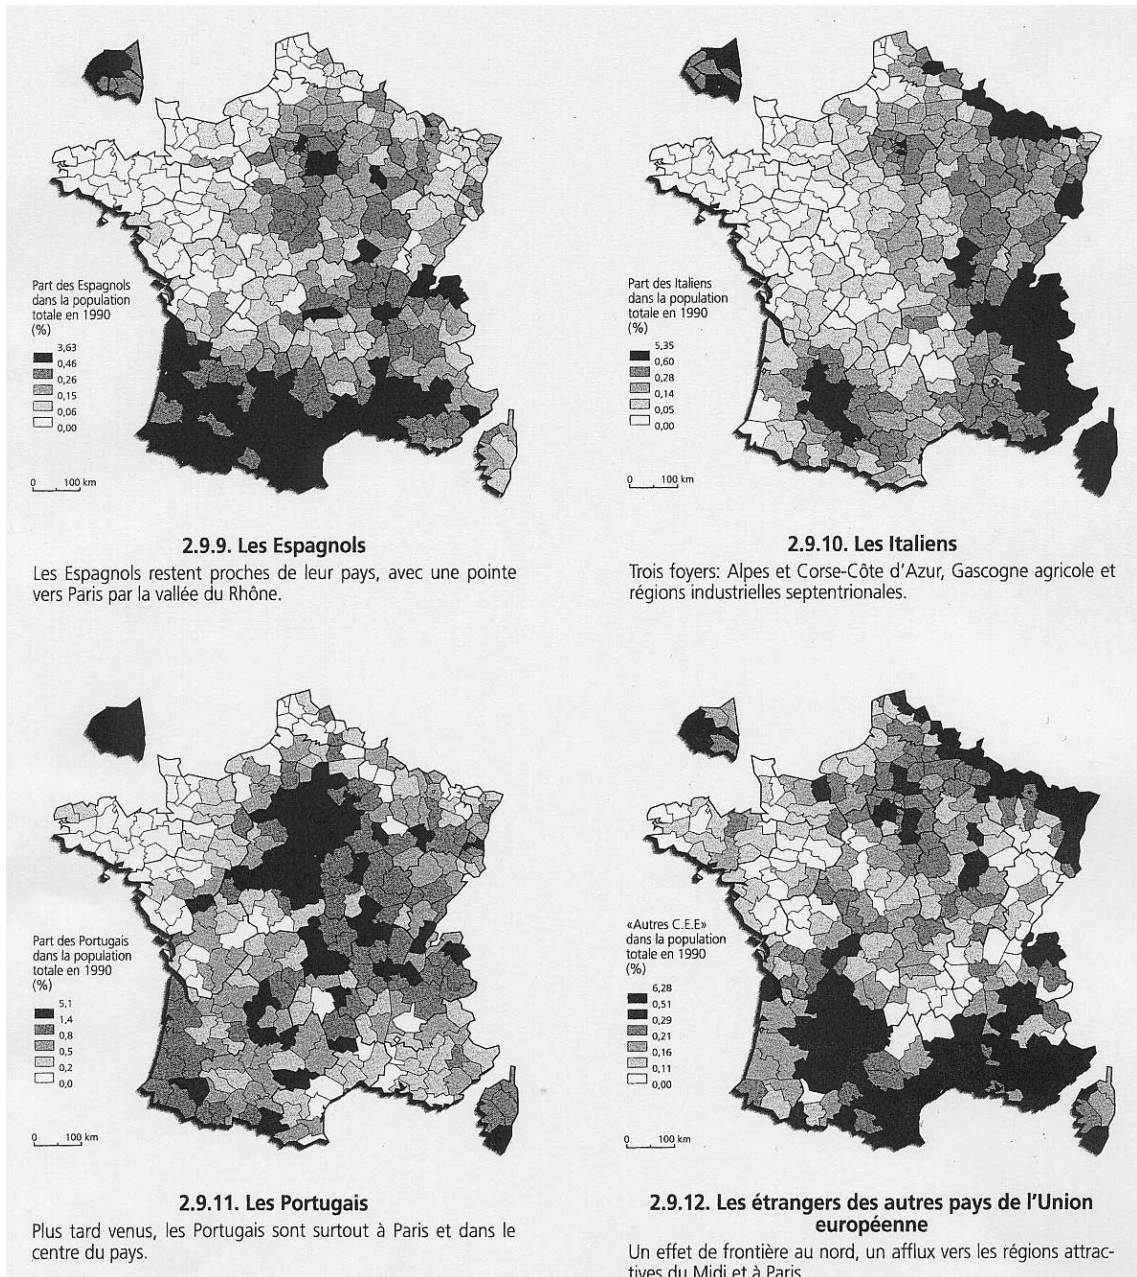 Part des Espagnols
dans la population
totale en 1990
(%)
3,63
0,46
0,26
0,15
0,06
0,00
0 100 km
2.9.9. Les Espagnols
Les Espagnols restent proches de leur pays, avec une pointe
vers Paris par la vallée du Rhône.
Part des Italiens
dans la population
totale en 1990
(%)
5,35
0,60
0,28
0,14
0,05
0,00
0 100 km
2.9.10. Les Italiens
Trois foyers: Alpes et Corse-Côte d'Azur, Gascogne agricole et
régions industrielles septentrionales.
Part des Portugais
dans la population
totale en 1990
(%)
5,1
1,4
0,8
0,5
0,2
0,0
0 100 km
2.9.11. Les Portugais
Plus tard venus, les Portugais sont surtout à Paris et dans le
centre du pays.
«Autres C.E.E»
dans la population
totale en 1990
(%)
6,28
0,51
0,29
0,21
0,16
0,11
0,00
0 100 km
2.9.12. Les étrangers des autres pays de l'Union
européenne
Un effet de frontière au nord, un afflux vers les régions attrac-
tives du Midi et à Paris